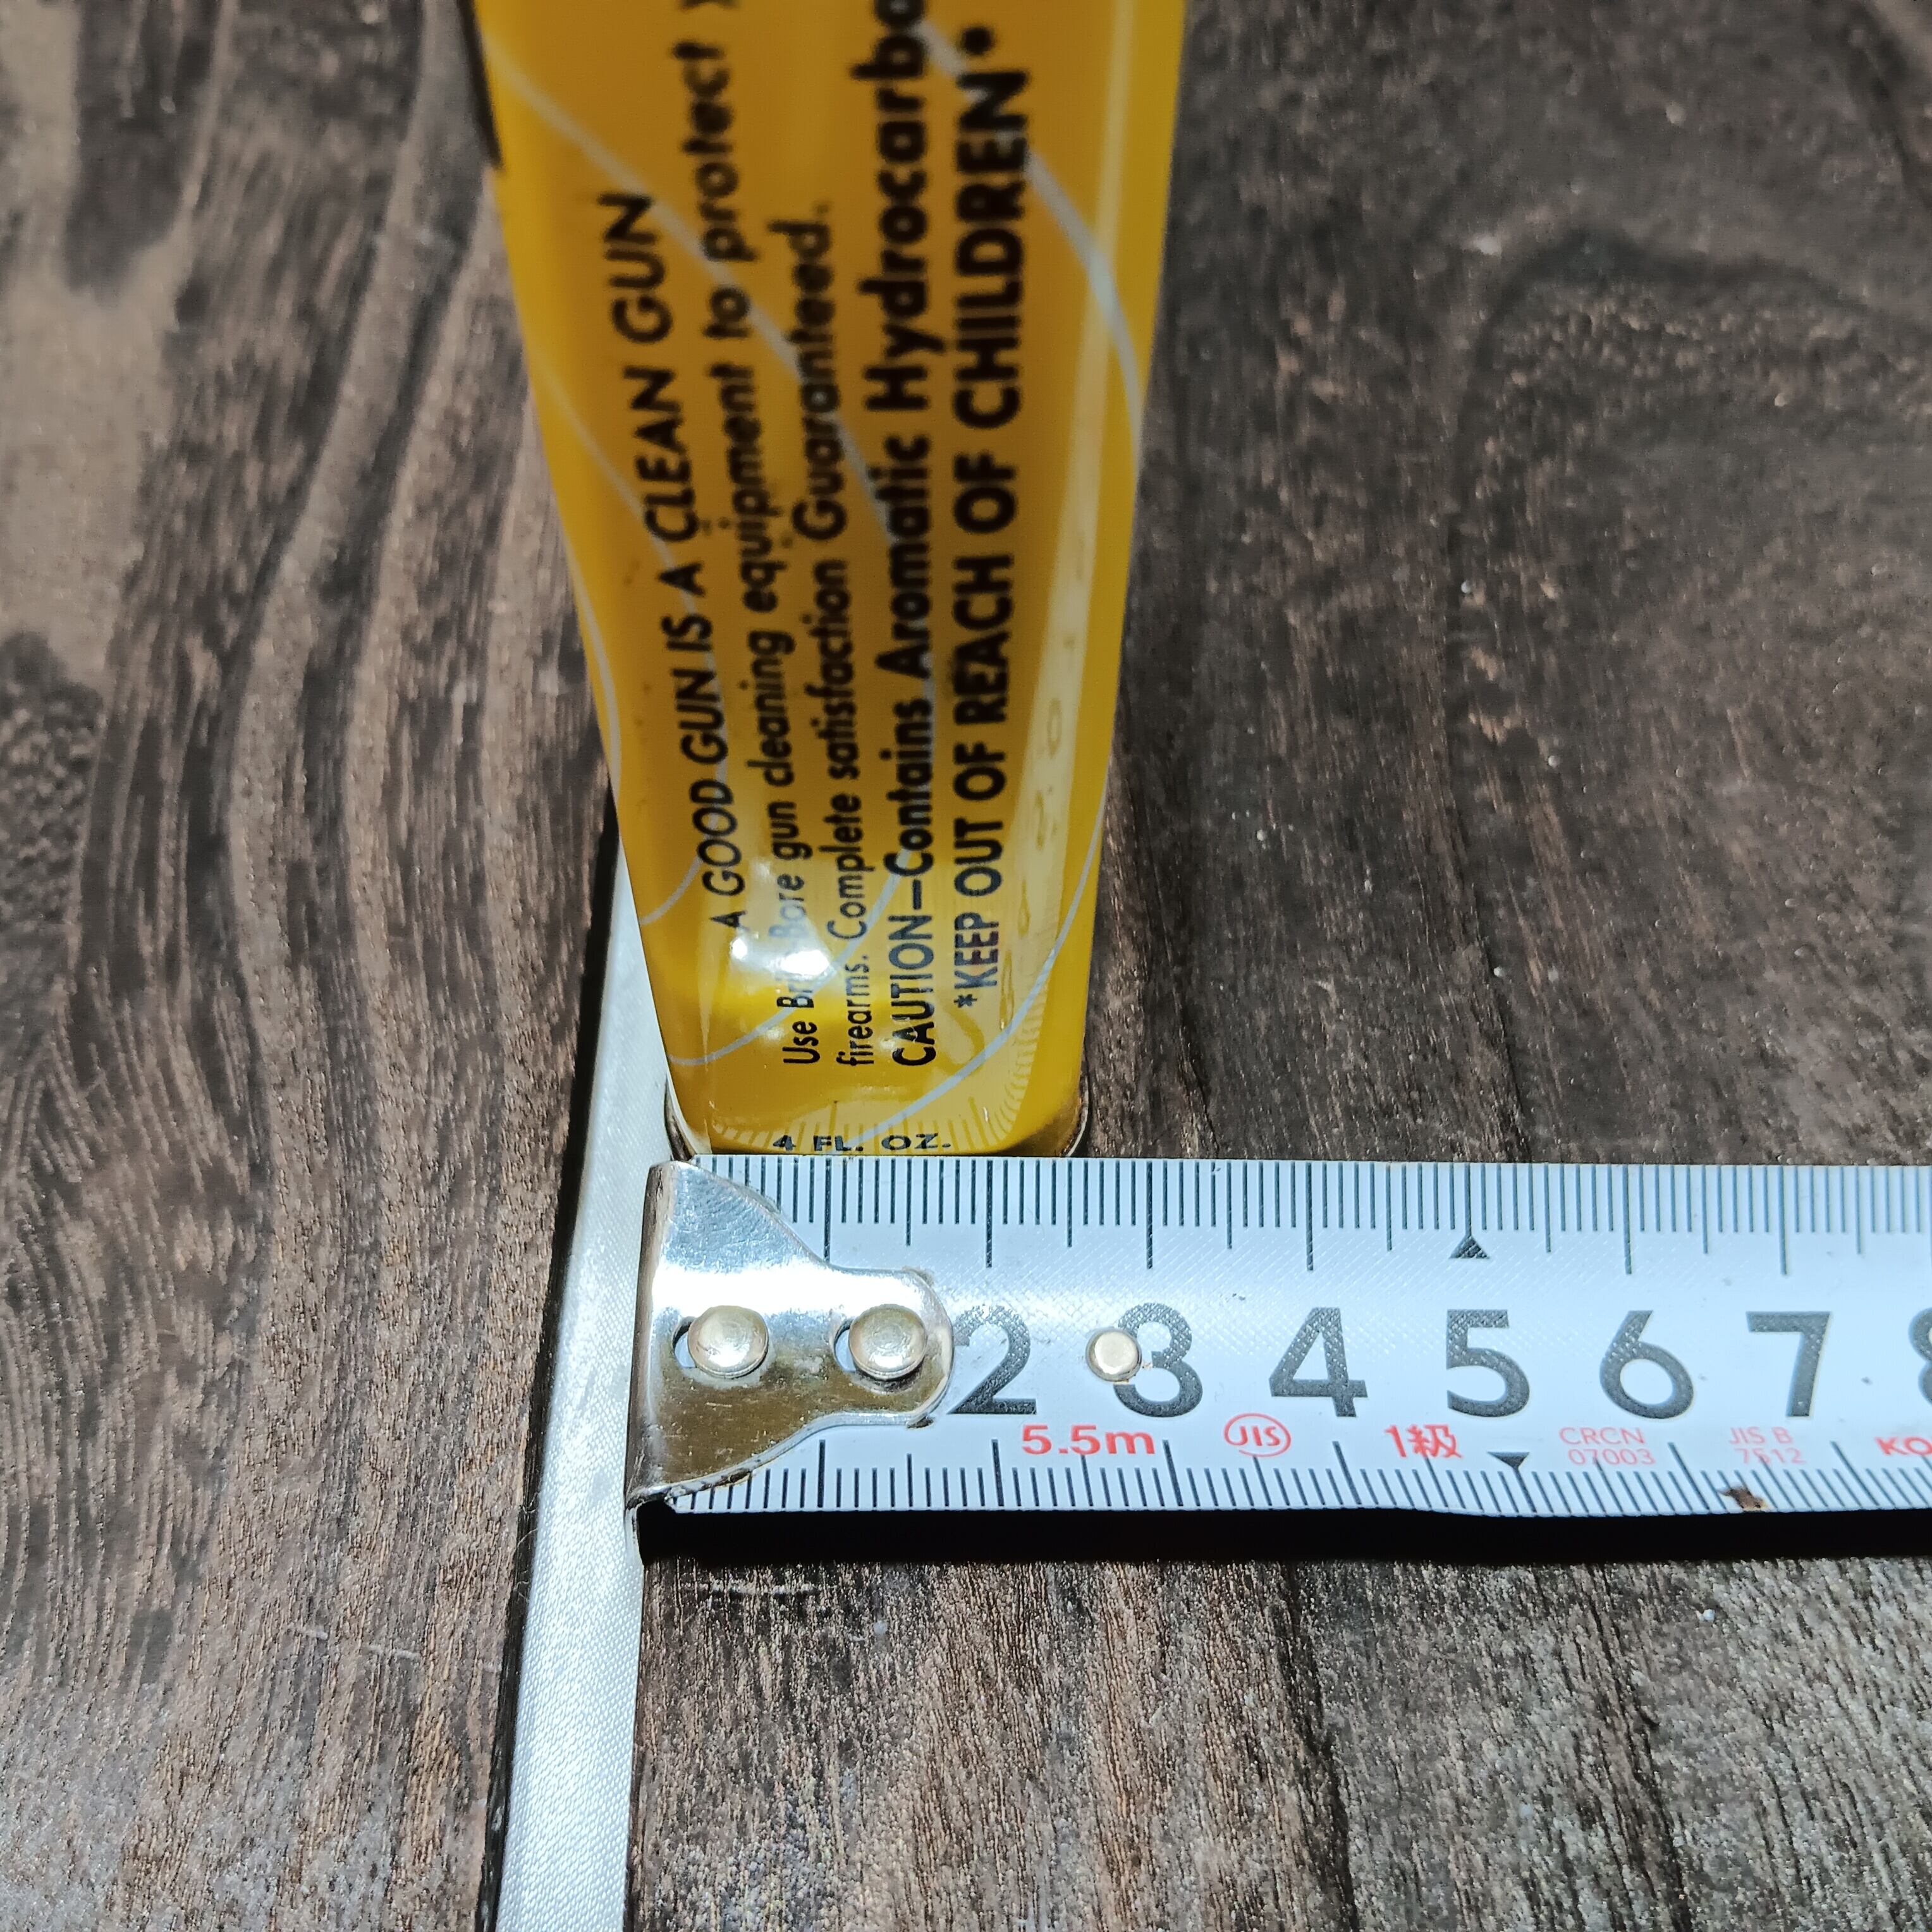 A GOOD GUN IS A CLEAN GUN
Use Bore gun cleaning equipment to protect
firearms. Complete satisfaction Guaranteed.
CAUTION–Contains Aromatic Hydrocarbo
*KEEP OUT OF REACH OF CHILDREN•
4 FL. OZ.
2 3 4 5 6 7 8
5.5m JIS 1級 CRCN 07003 JIS B 7512 KO